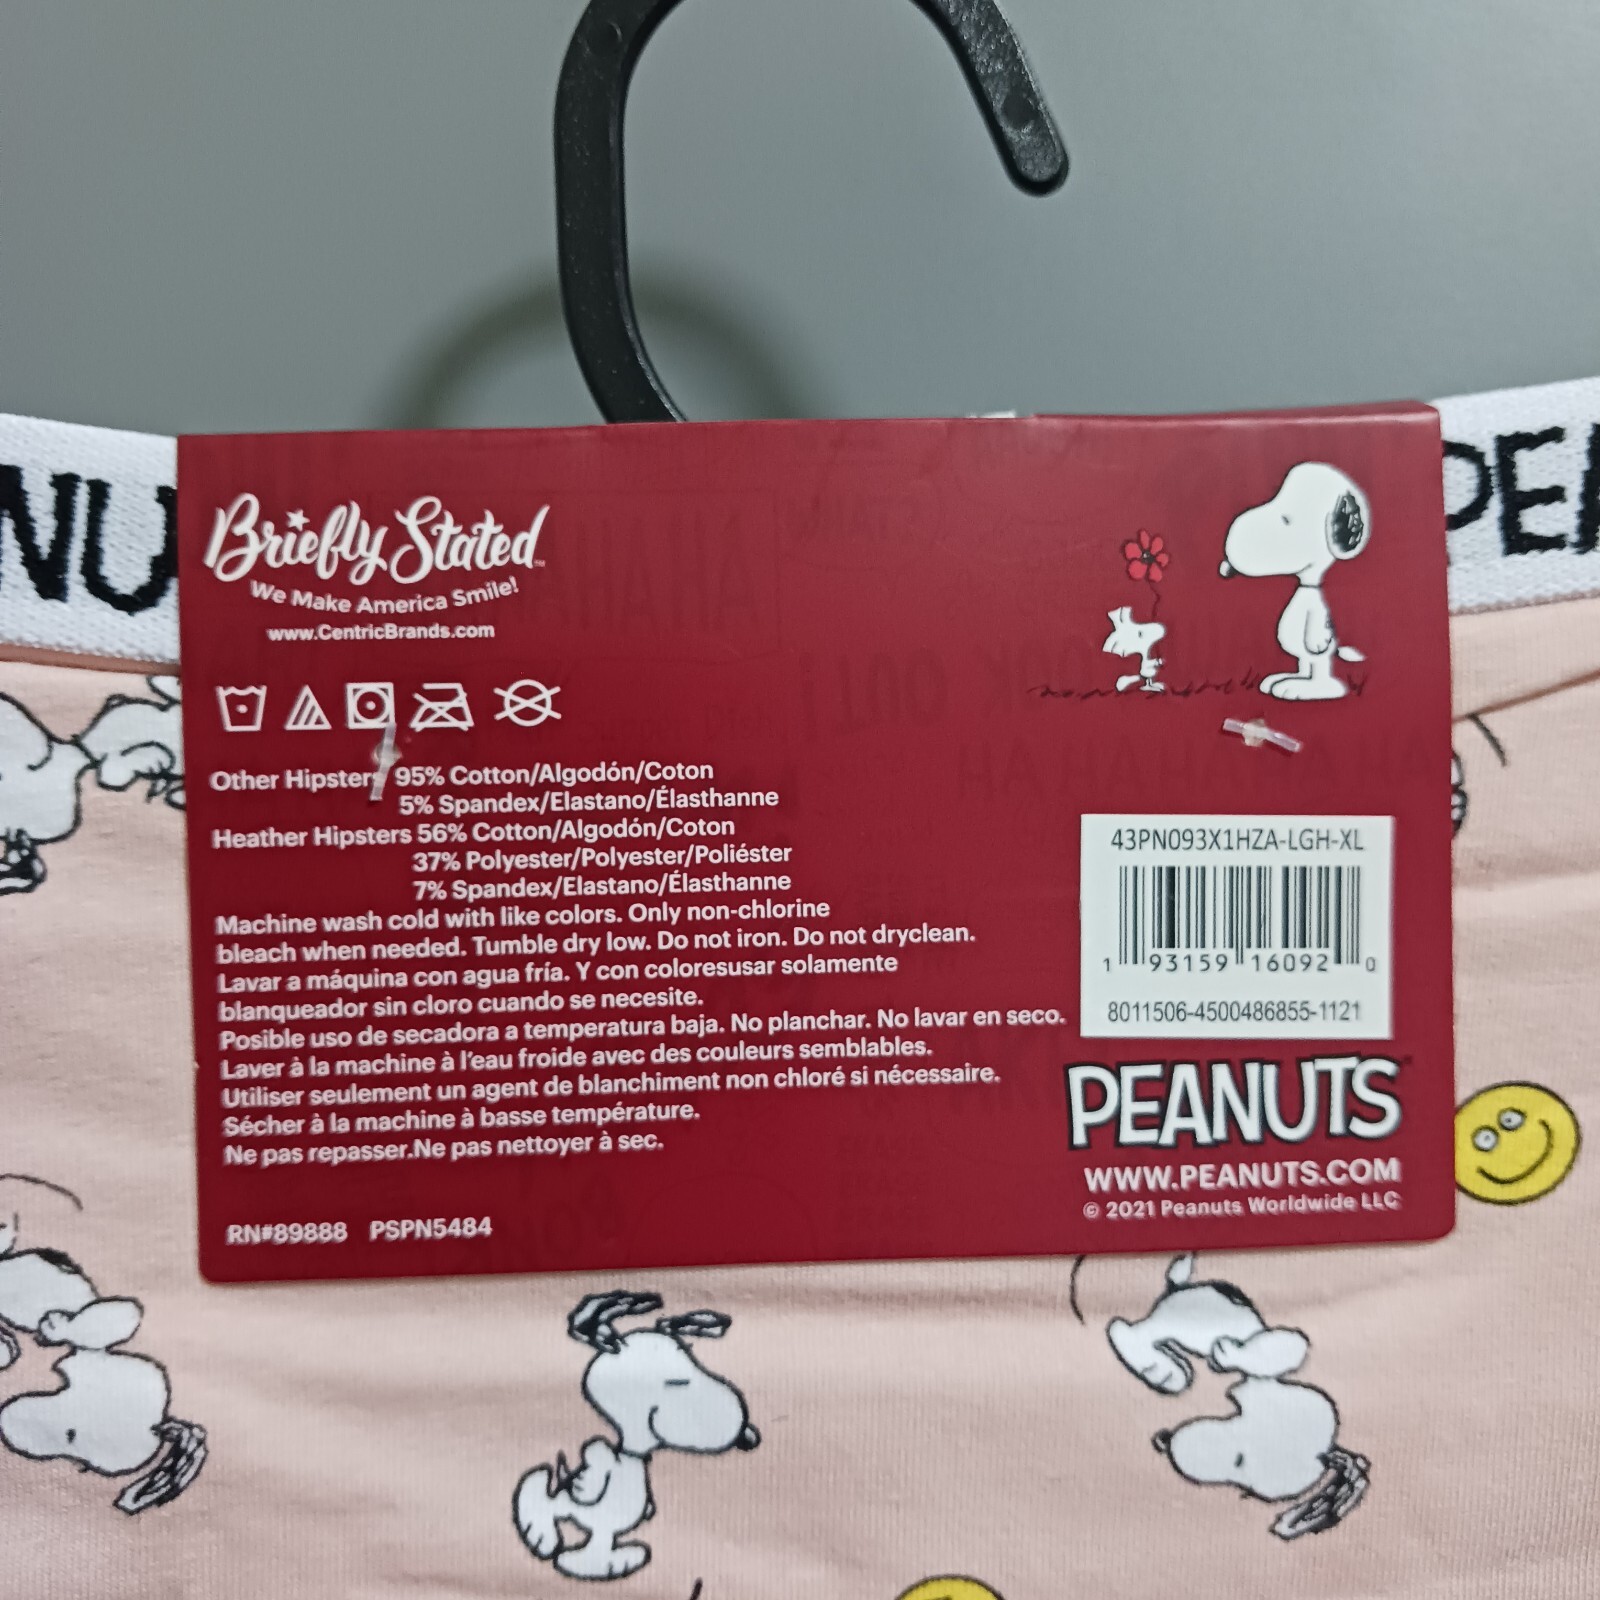 NU
PEA
Briefly Stated™
We Make America Smile!
www.CentricBrands.com
Other Hipsters 95% Cotton/Algodón/Coton
5% Spandex/Elastano/Élasthanne
Heather Hipsters 56% Cotton/Algodón/Coton
37% Polyester/Polyester/Poliéster
7% Spandex/Elastano/Élasthanne
Machine wash cold with like colors. Only non-chlorine
bleach when needed. Tumble dry low. Do not iron. Do not dryclean.
Lavar a máquina con agua fría. Y con coloresusar solamente
blanqueador sin cloro cuando se necesite.
Posible uso de secadora a temperatura baja. No planchar. No lavar en seco.
Laver à la machine à l'eau froide avec des couleurs semblables.
Utiliser seulement un agent de blanchiment non chloré si nécessaire.
Sécher à la machine à basse température.
Ne pas repasser.Ne pas nettoyer à sec.
RN#89888 PSPN5484
43PN093X1HZA-LGH-XL
1 93159 16092 0
8011506-4500486855-1121
PEANUTS
WWW.PEANUTS.COM
© 2021 Peanuts Worldwide LLC